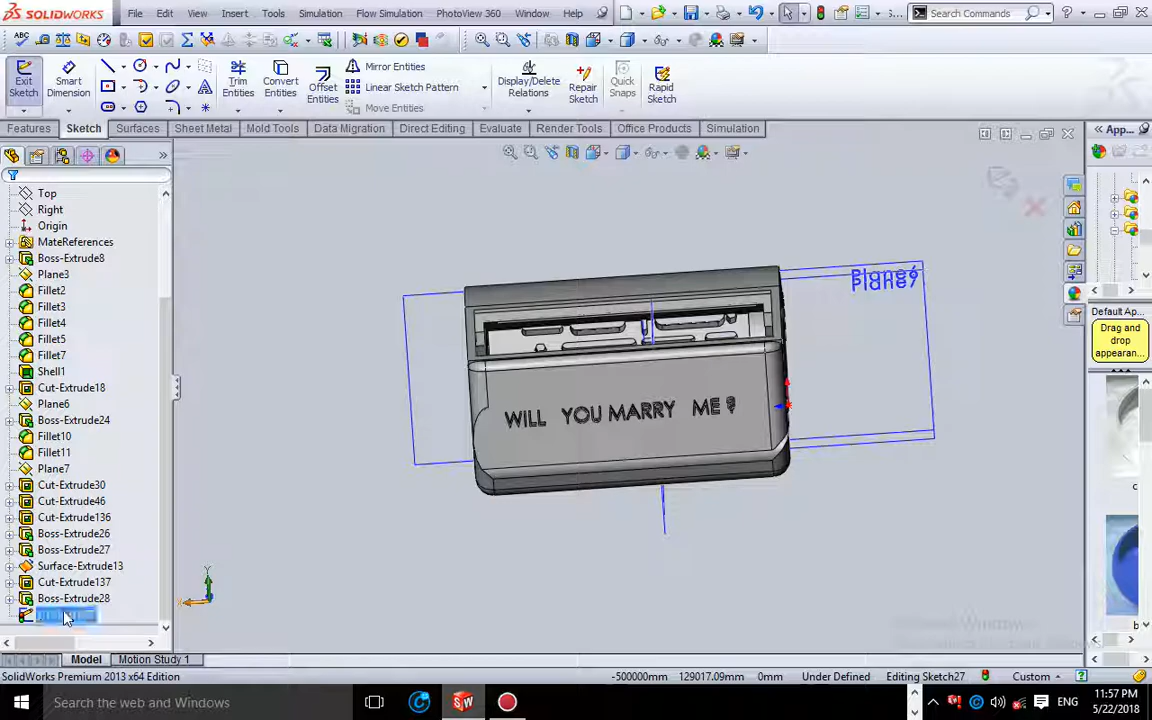 SOLIDWORKS File Edit View Insert Tools Simulation Flow Simulation PhotoView 360 Window Help Search Commands
Exit Sketch
Smart Dimension
Trim Entities
Convert Entities
Offset Entities
Mirror Entities
Linear Sketch Pattern
Move Entities
Display/Delete Relations
Repair Sketch
Quick Snaps
Rapid Sketch
Features Sketch Surfaces Sheet Metal Mold Tools Data Migration Direct Editing Evaluate Render Tools Office Products Simulation
App...
Top
Right
Origin
MateReferences
Boss-Extrude8
Plane3
Fillet2
Fillet3
Fillet4
Fillet5
Fillet7
Shell1
Cut-Extrude18
Plane6
Boss-Extrude24
Fillet10
Fillet11
Plane7
Cut-Extrude30
Cut-Extrude46
Cut-Extrude136
Boss-Extrude26
Boss-Extrude27
Surface-Extrude13
Cut-Extrude137
Boss-Extrude28
WILL YOU MARRY ME ?
Y
Default Ap...
Drag and drop appearan...
Model Motion Study 1
SolidWorks Premium 2013 x64 Edition -500000mm 129017.09mm 0mm Under Defined Editing Sketch27 Custom
Search the web and Windows
ENG
11:57 PM
5/22/2018